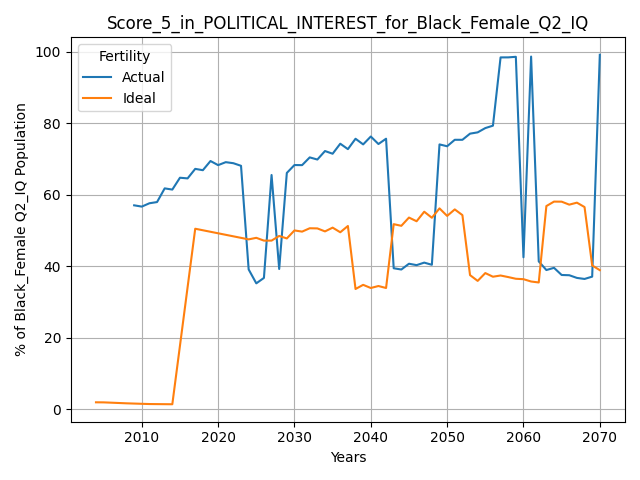 Score_5_in_POLITICAL_INTEREST_for_Black_Female_Q2_IQ
Fertility
Actual
Ideal
% of Black_Female Q2_IQ Population
100
80
60
40
20
0
2010 2020 2030 2040 2050 2060 2070
Years